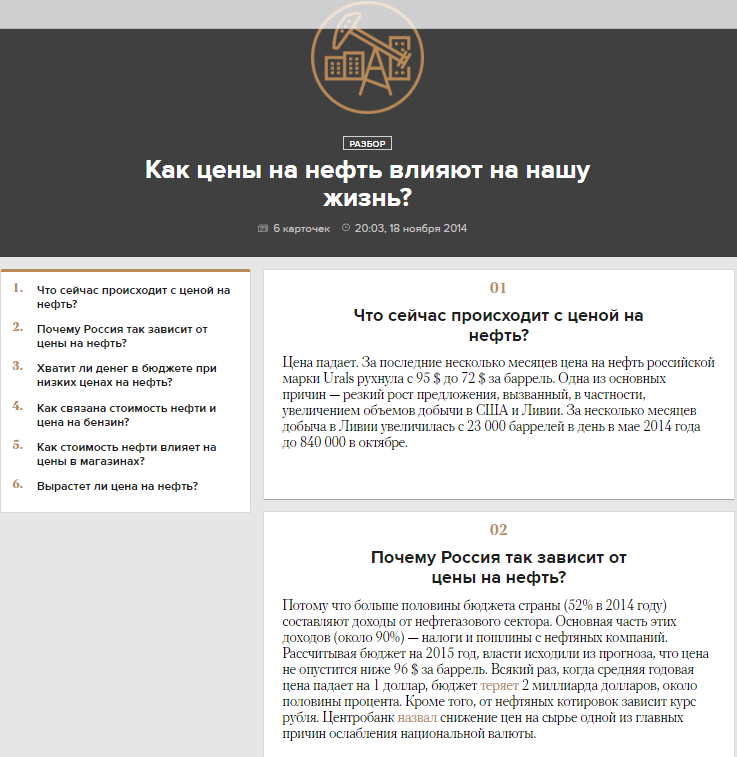 РАЗБОР
Как цены на нефть влияют на нашу
жизнь?
6 карточек 20:03, 18 ноября 2014
1. Что сейчас происходит с ценой на
нефть?
2. Почему Россия так зависит от
цены на нефть?
3. Хватит ли денег в бюджете при
низких ценах на нефть?
4. Как связана стоимость нефти и
цена на бензин?
5. Как стоимость нефти влияет на
цены в магазинах?
6. Вырастет ли цена на нефть?
01
Что сейчас происходит с ценой на
нефть?
Цена падает. За последние несколько месяцев цена на нефть российской
марки Urals рухнула с 95 $ до 72 $ за баррель. Одна из основных
причин — резкий рост предложения, вызванный, в частности,
увеличением объемов добычи в США и Ливии. За несколько месяцев
добыча в Ливии увеличилась с 23 000 баррелей в день в мае 2014 года
до 840 000 в октябре.
02
Почему Россия так зависит от
цены на нефть?
Потому что больше половины бюджета страны (52% в 2014 году)
составляют доходы от нефтегазового сектора. Основная часть этих
доходов (около 90%) — налоги и пошлины с нефтяных компаний.
Рассчитывая бюджет на 2015 год, власти исходили из прогноза, что цена
не опустится ниже 96 $ за баррель. Всякий раз, когда средняя годовая
цена падает на 1 доллар, бюджет теряет 2 миллиарда долларов, около
половины процента. Кроме того, от нефтяных котировок зависит курс
рубля. Центробанк назвал снижение цен на сырье одной из главных
причин ослабления национальной валюты.